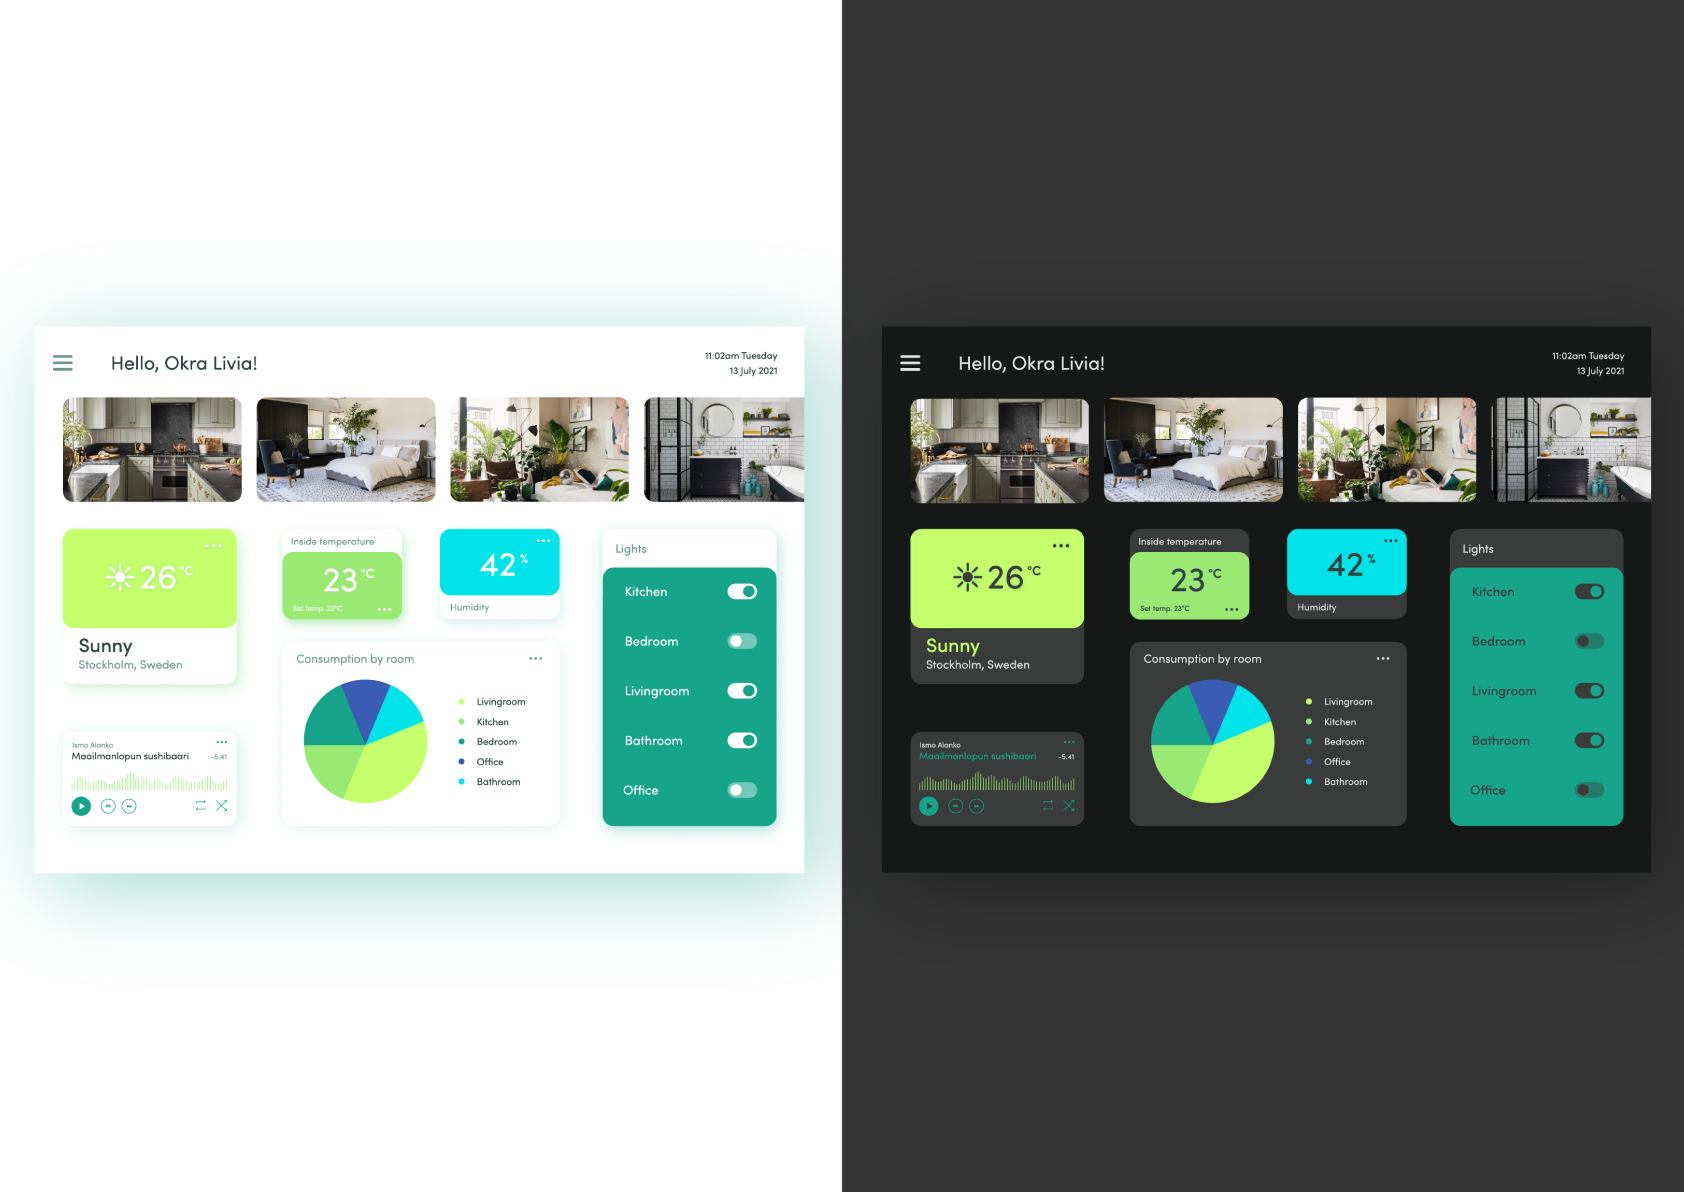 Hello, Okra Livia!
11:02am Tuesday
13 July 2021
26 °C
Sunny
Stockholm, Sweden
Inside temperature
23 °C
Set temp. 23°C
42 %
Humidity
Lights
Kitchen
Bedroom
Livingroom
Bathroom
Office
Consumption by room
Livingroom
Kitchen
Bedroom
Office
Bathroom
Ismo Alanko
Maailmanlopun sushibaari
-5.41
Hello, Okra Livia!
11:02am Tuesday
13 July 2021
26 °C
Sunny
Stockholm, Sweden
Inside temperature
23 °C
Set temp. 23°C
42 %
Humidity
Lights
Kitchen
Bedroom
Livingroom
Bathroom
Office
Consumption by room
Livingroom
Kitchen
Bedroom
Office
Bathroom
Ismo Alanko
Maailmanlopun sushibaari
-5.41